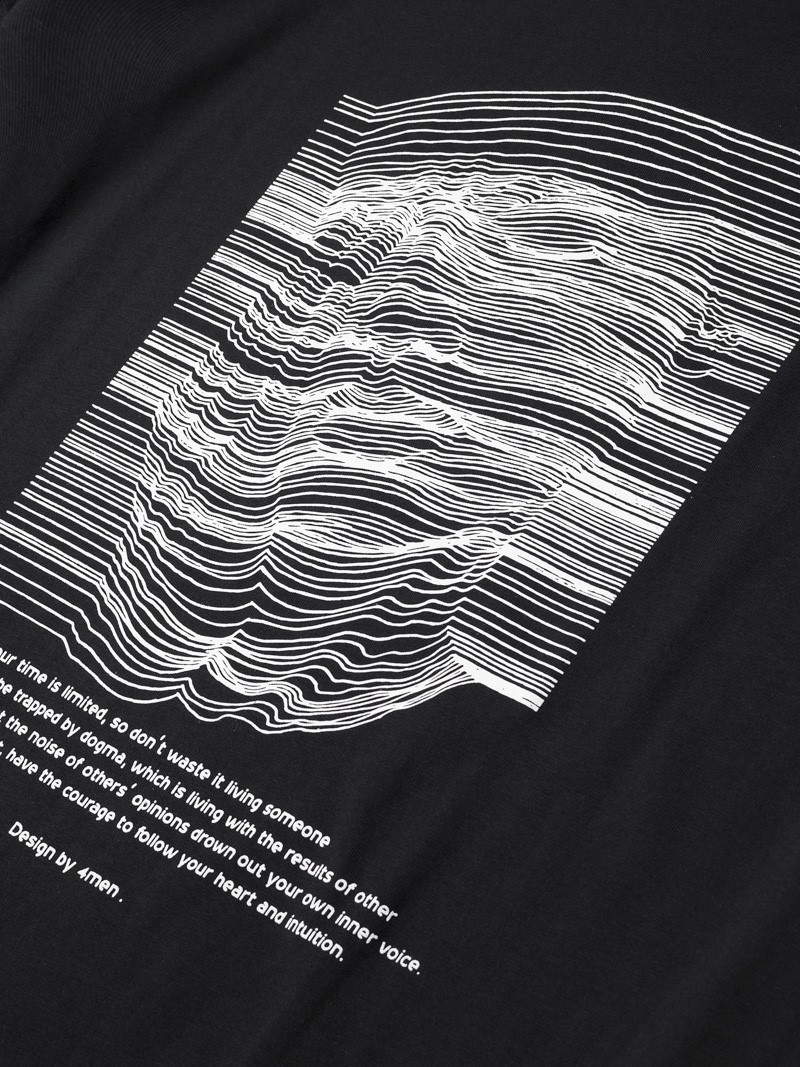 our time is limited, so don't waste it living someone
be trapped by dogma, which is living with the results of other
t the noise of others' opinions drown out your own inner voice.
t, have the courage to follow your heart and intuition.
Design by 4men.